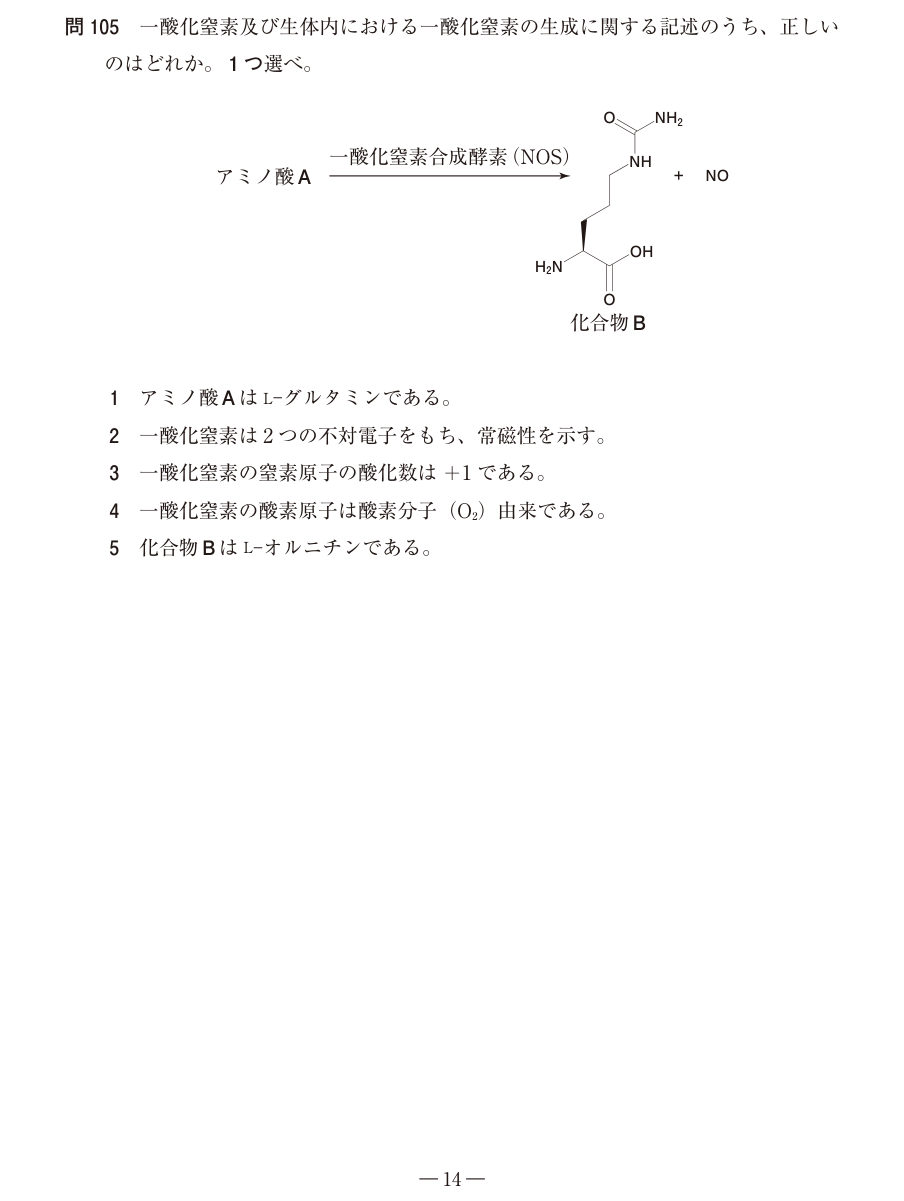 問 105　一酸化窒素及び生体内における一酸化窒素の生成に関する記述のうち、正しい
のはどれか。1つ選べ。
アミノ酸A
一酸化窒素合成酵素 (NOS)
O
NH₂
NH
+ NO
OH
H₂N
O
化合物B
1　アミノ酸AはL-グルタミンである。
2　一酸化窒素は2つの不対電子をもち、常磁性を示す。
3　一酸化窒素の窒素原子の酸化数は +1である。
4　一酸化窒素の酸素原子は酸素分子（O₂）由来である。
5　化合物BはL-オルニチンである。
— 14 —